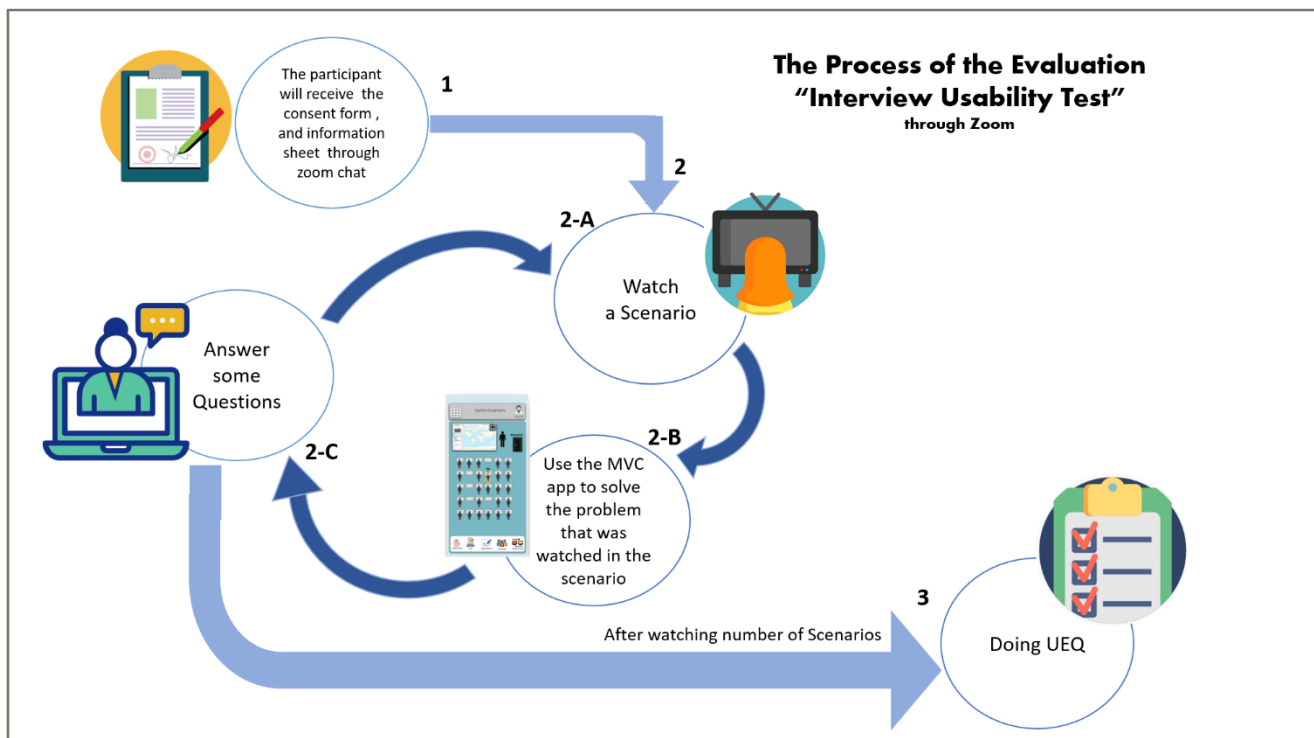 The Process of the Evaluation
“Interview Usability Test”
through Zoom
1
The participant
will receive the
consent form ,
and information
sheet through
zoom chat
2
2-A
Watch
a Scenario
2-B
Use the MVC
app to solve
the problem
that was
watched in the
scenario
2-C
Answer
some
Questions
After watching number of Scenarios
3
Doing UEQ
Applied Geography